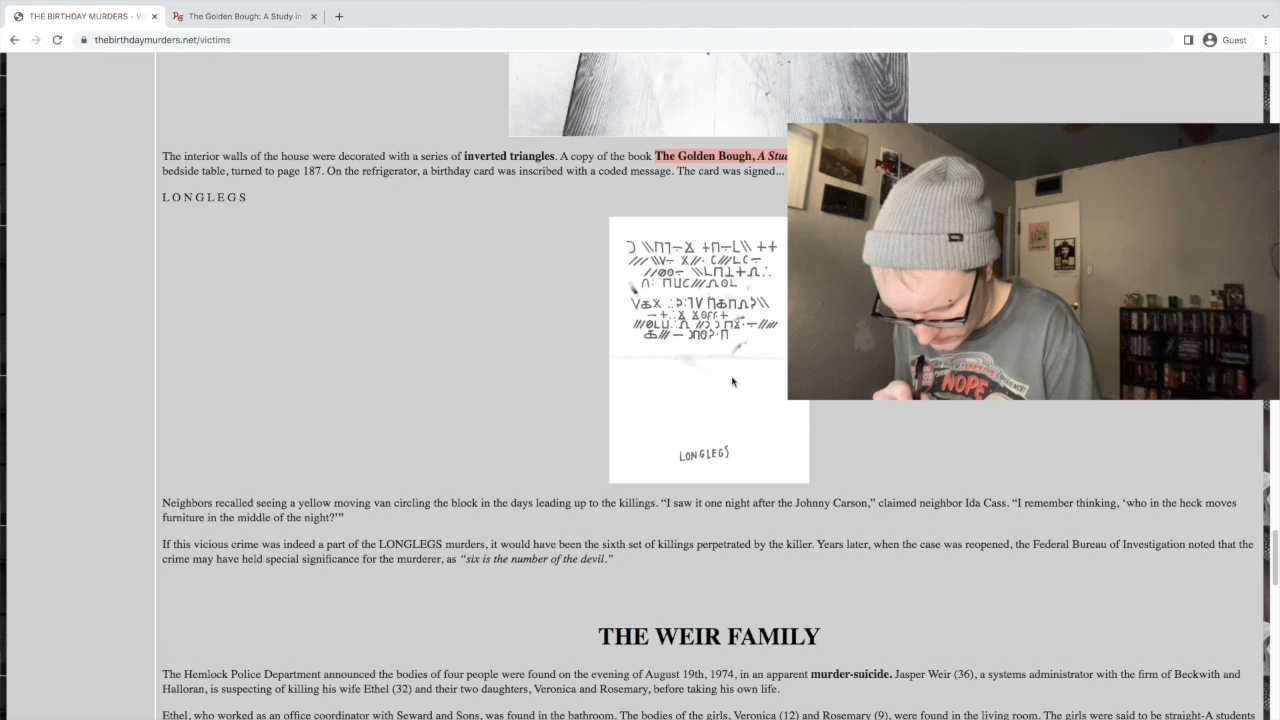 THE BIRTHDAY MURDERS - VI
The Golden Bough: A Study in
thebirthdaymurders.net/victims
Guest
The interior walls of the house were decorated with a series of inverted triangles. A copy of the book The Golden Bough, A Stu
bedside table, turned to page 187. On the refrigerator, a birthday card was inscribed with a coded message. The card was signed...
L O N G L E G S
NOPE
LONGLEGS
Neighbors recalled seeing a yellow moving van circling the block in the days leading up to the killings. “I saw it one night after the Johnny Carson,” claimed neighbor Ida Cass. “I remember thinking, ‘who in the heck moves
furniture in the middle of the night?’”
If this vicious crime was indeed a part of the LONGLEGS murders, it would have been the sixth set of killings perpetrated by the killer. Years later, when the case was reopened, the Federal Bureau of Investigation noted that the
crime may have held special significance for the murderer, as “six is the number of the devil.”
THE WEIR FAMILY
The Hemlock Police Department announced the bodies of four people were found on the evening of August 19th, 1974, in an apparent murder-suicide. Jasper Weir (36), a systems administrator with the firm of Beckwith and
Halloran, is suspecting of killing his wife Ethel (32) and their two daughters, Veronica and Rosemary, before taking his own life.
Ethel, who worked as an office coordinator with Seward and Sons, was found in the bathroom. The bodies of the girls, Veronica (12) and Rosemary (9), were found in the living room. The girls were said to be straight-A students